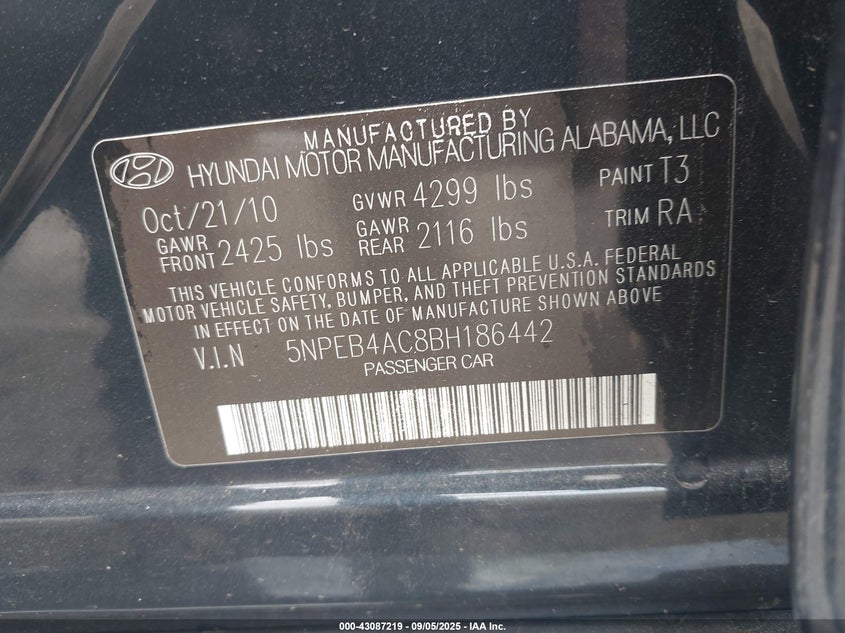 MANUFACTURED BY
HYUNDAI MOTOR MANUFACTURING ALABAMA, LLC
Oct/21/10 GVWR 4299 lbs PAINT T3
GAWR FRONT 2425 lbs GAWR REAR 2116 lbs TRIM RA
THIS VEHICLE CONFORMS TO ALL APPLICABLE U.S.A. FEDERAL
MOTOR VEHICLE SAFETY, BUMPER, AND THEFT PREVENTION STANDARDS
IN EFFECT ON THE DATE OF MANUFACTURE SHOWN ABOVE
V.I.N 5NPEB4AC8BH186442
PASSENGER CAR
000-43087219 - 09/05/2025 - IAA Inc.